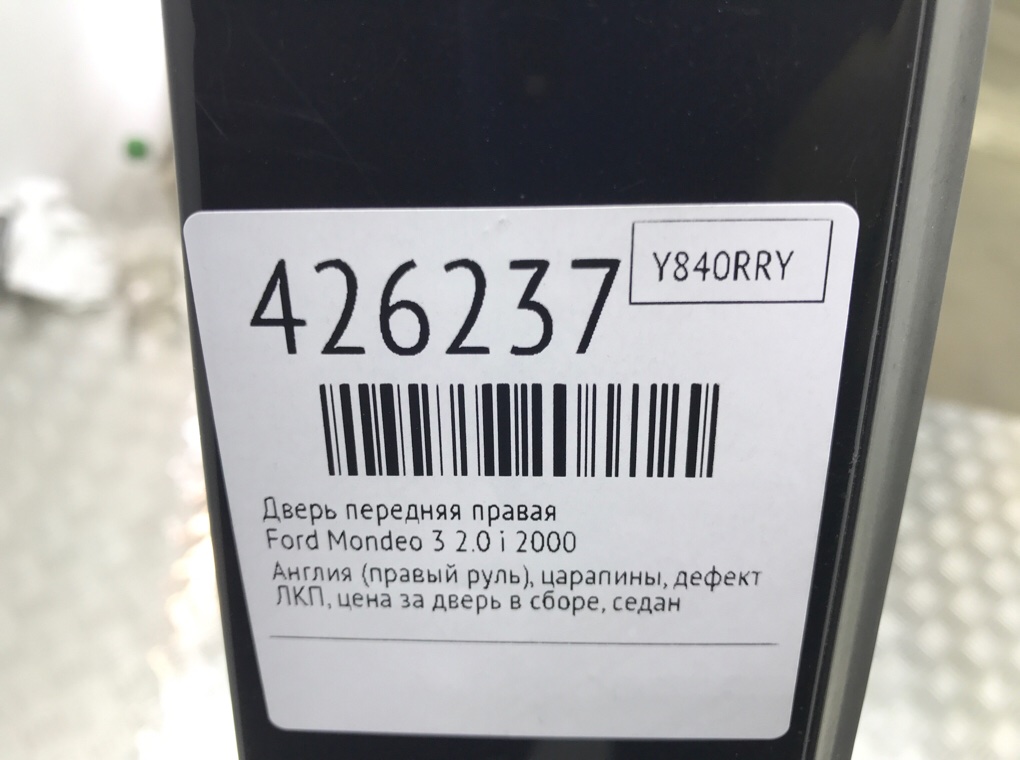 426237
Y840RRY
Дверь передняя правая
Ford Mondeo 3 2.0 i 2000
Англия (правый руль), царапины, дефект
ЛКП, цена за дверь в сборе, седан